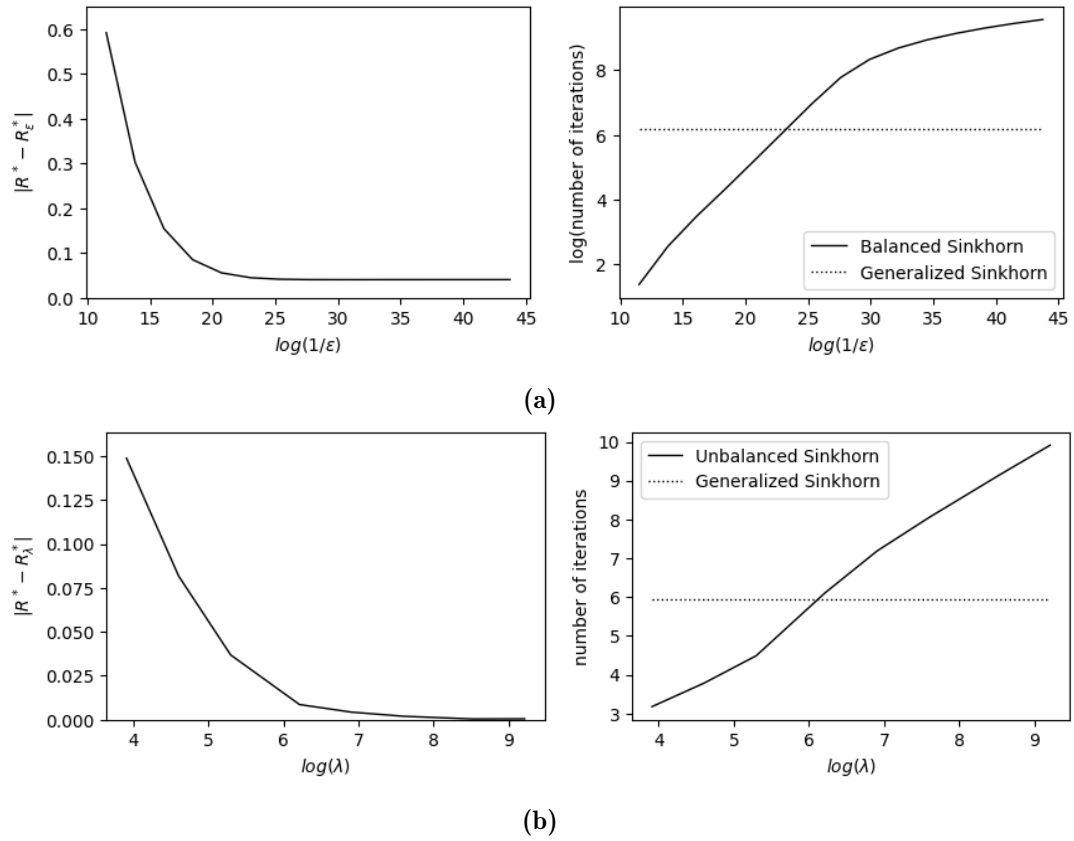 0.6
0.5
0.4
0.3
0.2
0.1
0.0
|R* − R*ε|
10 15 20 25 30 35 40 45
log(1/ε)
8
6
4
2
log(number of iterations)
Balanced Sinkhorn
Generalized Sinkhorn
10 15 20 25 30 35 40 45
log(1/ε)
(a)
0.150
0.125
0.100
0.075
0.050
0.025
0.000
|R* − R*λ|
4 5 6 7 8 9
log(λ)
10
9
8
7
6
5
4
3
number of iterations
Unbalanced Sinkhorn
Generalized Sinkhorn
4 5 6 7 8 9
log(λ)
(b)